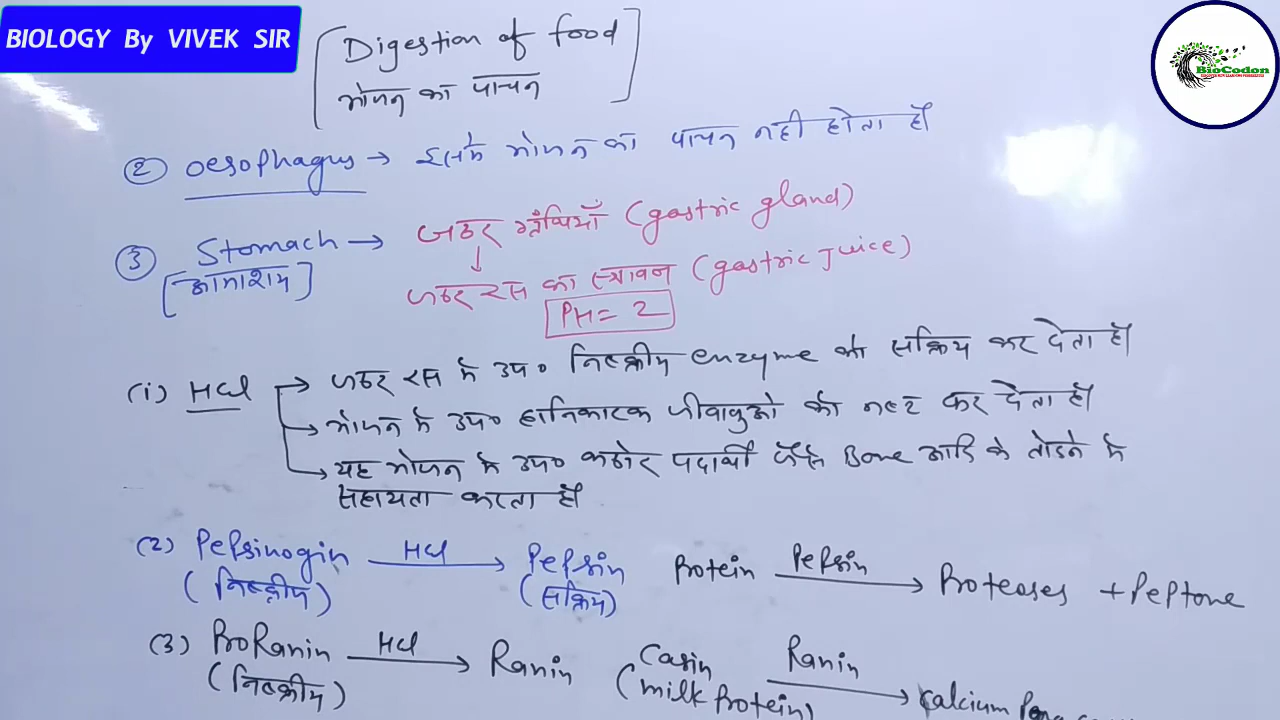 BIOLOGY By VIVEK SIR
BioCodon
Digestion of food
भोजन का पाचन
② Oesophagus → इसमे भोजन का पाचन नही होता हैं
③ Stomach → जठर ग्रंथियाँ (gastric gland)
[आमाशय] ↓
जठर रस का स्त्रावन (gastric Juice)
PH = 2
(i) HCl → जठर रस मे उप० निष्क्रीय enzyme को सक्रिय कर देता हैं
→ भोजन मे उप० हानिकारक जीवाणुओ को नष्ट कर देता हैं
→ यह भोजन मे उप० कठोर पदार्थो जैसे Bone आदि के तोडने मे
सहायता करता हैं
(2) Pepsinogin HCl → Pepsin Protein Pepsin → Proteoses + Peptone
(निष्क्रीय) (सक्रिय)
(3) ProRanin HCl → Ranin Casin Ranin → Calcium
(निष्क्रीय) (milk Protein)